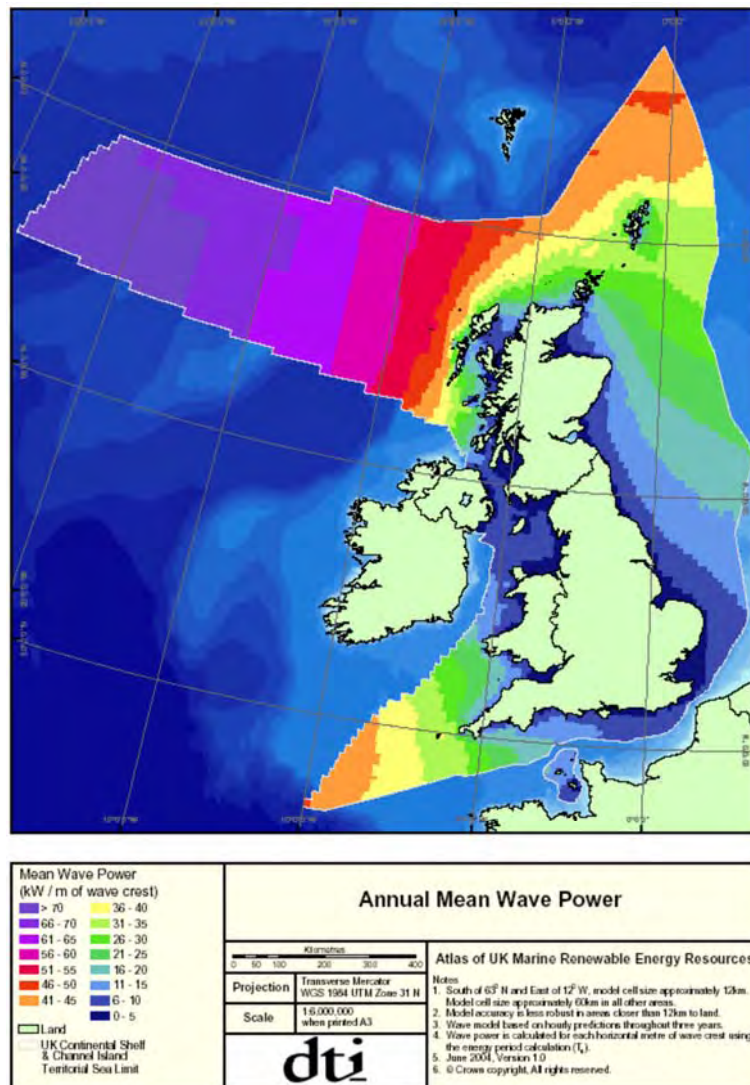 Mean Wave Power
(kW / m of wave crest)
> 70
66 - 70
61 - 65
56 - 60
51 - 55
46 - 50
41 - 45
36 - 40
31 - 35
26 - 30
21 - 25
16 - 20
11 - 15
6 - 10
0 - 5
Land
UK Continental Shelf
& Channel Island
Territorial Sea Limit
Annual Mean Wave Power
Kilometres
0 50 100 200 300 400
Projection
Transverse Mercator
WGS 1984 UTM Zone 31 N
Scale
1:6,000,000
when printed A3
dti
Atlas of UK Marine Renewable Energy Resources
Notes
1. South of 63° N and East of 12° W, model cell size approximately 12km.
Model cell size approximately 60km in all other areas.
2. Model accuracy is less robust in areas closer than 12km to land.
3. Wave model based on hourly predictions throughout three years.
4. Wave power is calculated for each horizontal metre of wave crest using
the energy period calculation (Te).
5. June 2004, Version 1.0
6. © Crown copyright, All rights reserved.